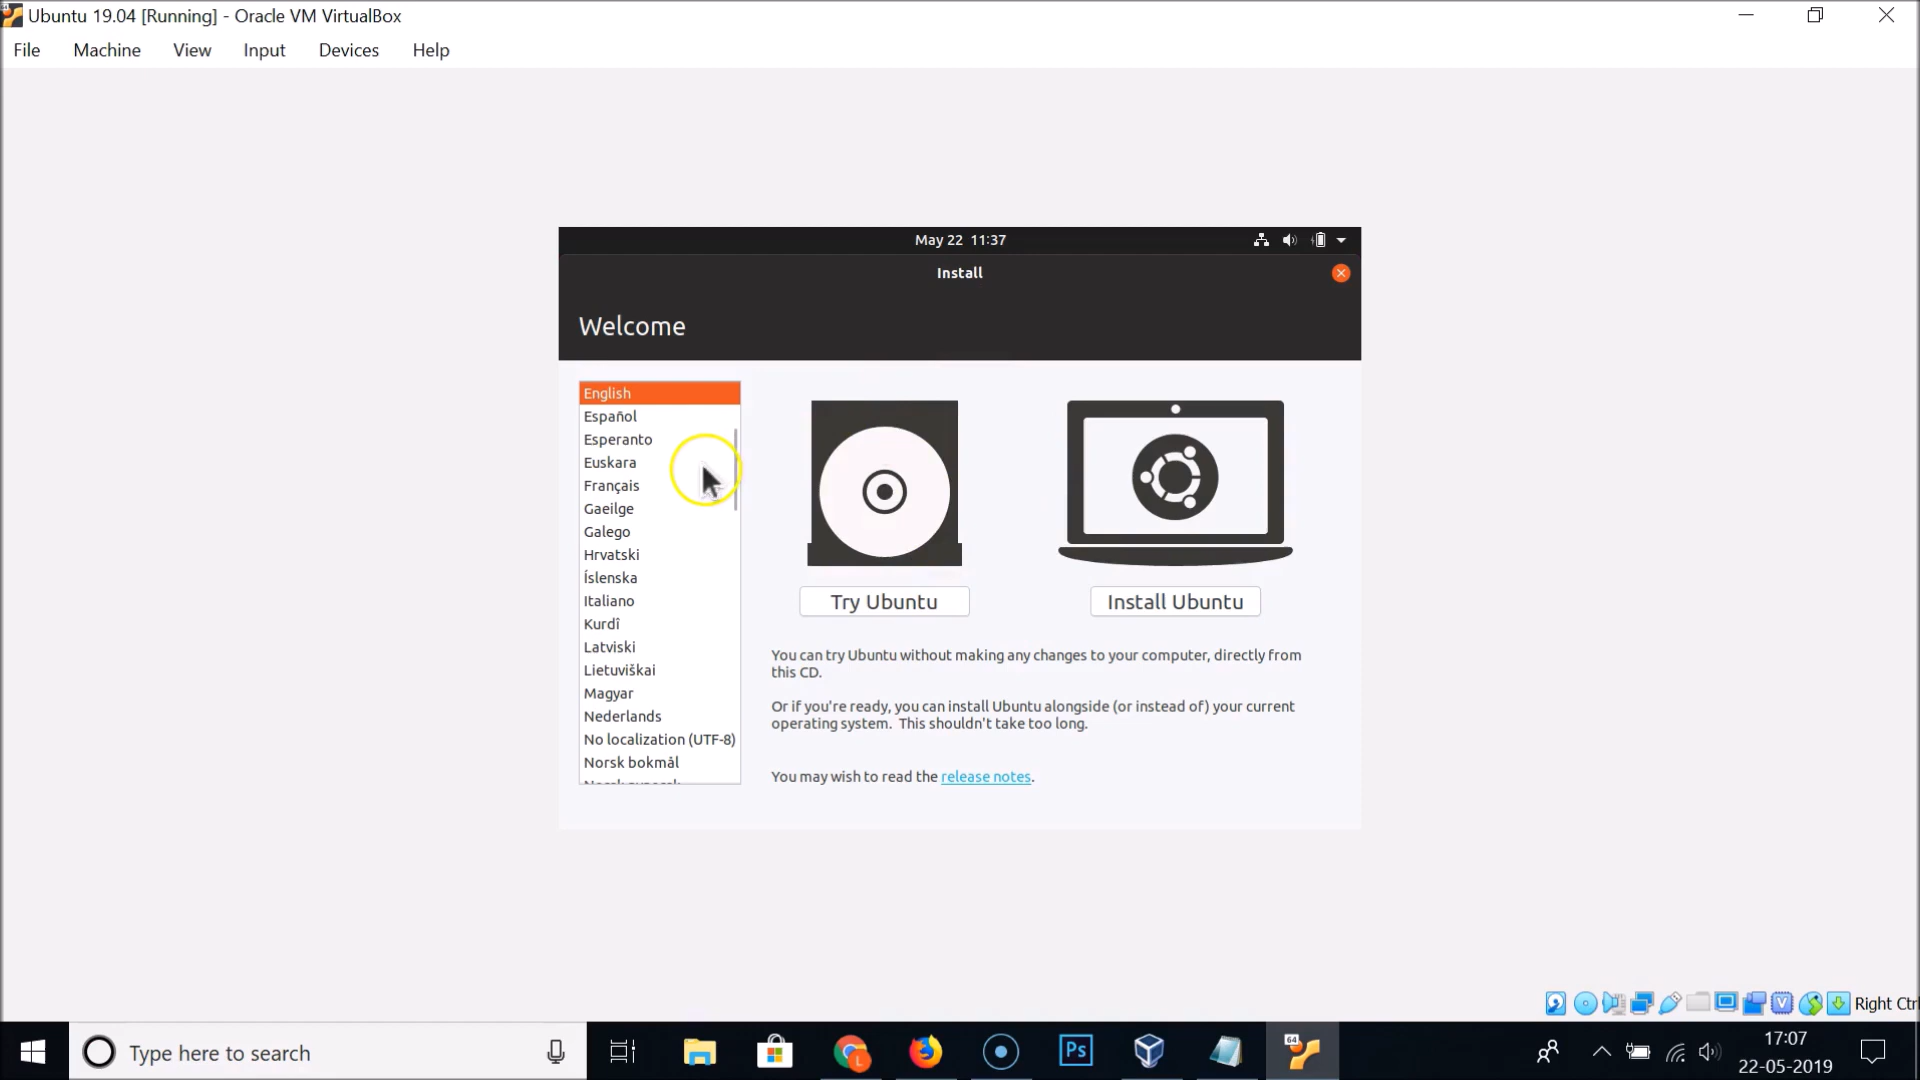 Ubuntu 19.04 [Running] - Oracle VM VirtualBox
File Machine View Input Devices Help
May 22 11:37
Install
Welcome
English
Español
Esperanto
Euskara
Français
Gaeilge
Galego
Hrvatski
Íslenska
Italiano
Kurdî
Latviski
Lietuviškai
Magyar
Nederlands
No localization (UTF-8)
Norsk bokmål
Try Ubuntu
Install Ubuntu
You can try Ubuntu without making any changes to your computer, directly from
this CD.
Or if you're ready, you can install Ubuntu alongside (or instead of) your current
operating system. This shouldn't take too long.
You may wish to read the release notes.
Right Ctrl
Type here to search
Ps
64
17:07
22-05-2019